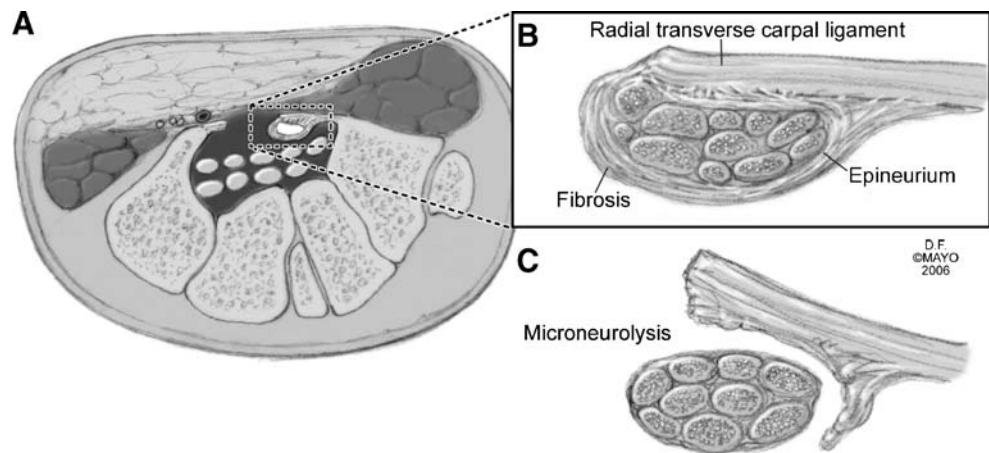 A
B
Radial transverse carpal ligament
Epineurium
Fibrosis
C
D.F.
©MAYO
2006
Microneurolysis